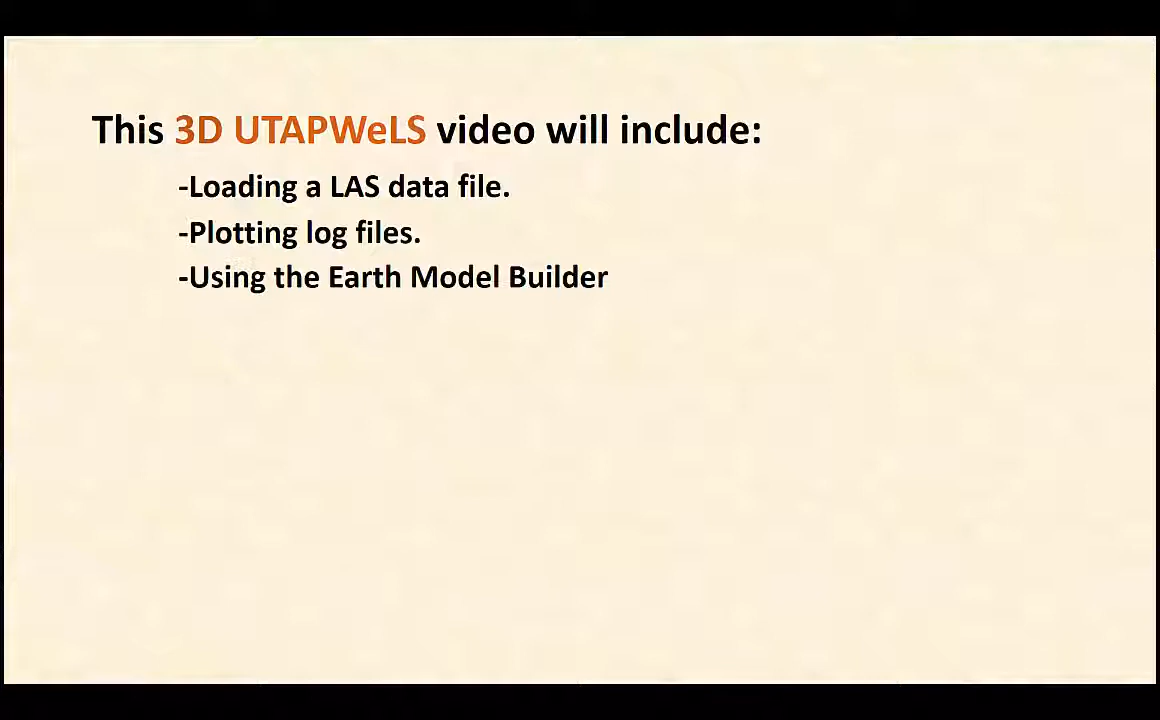 This 3D UTAPWeLS video will include:
-Loading a LAS data file.
-Plotting log files.
-Using the Earth Model Builder